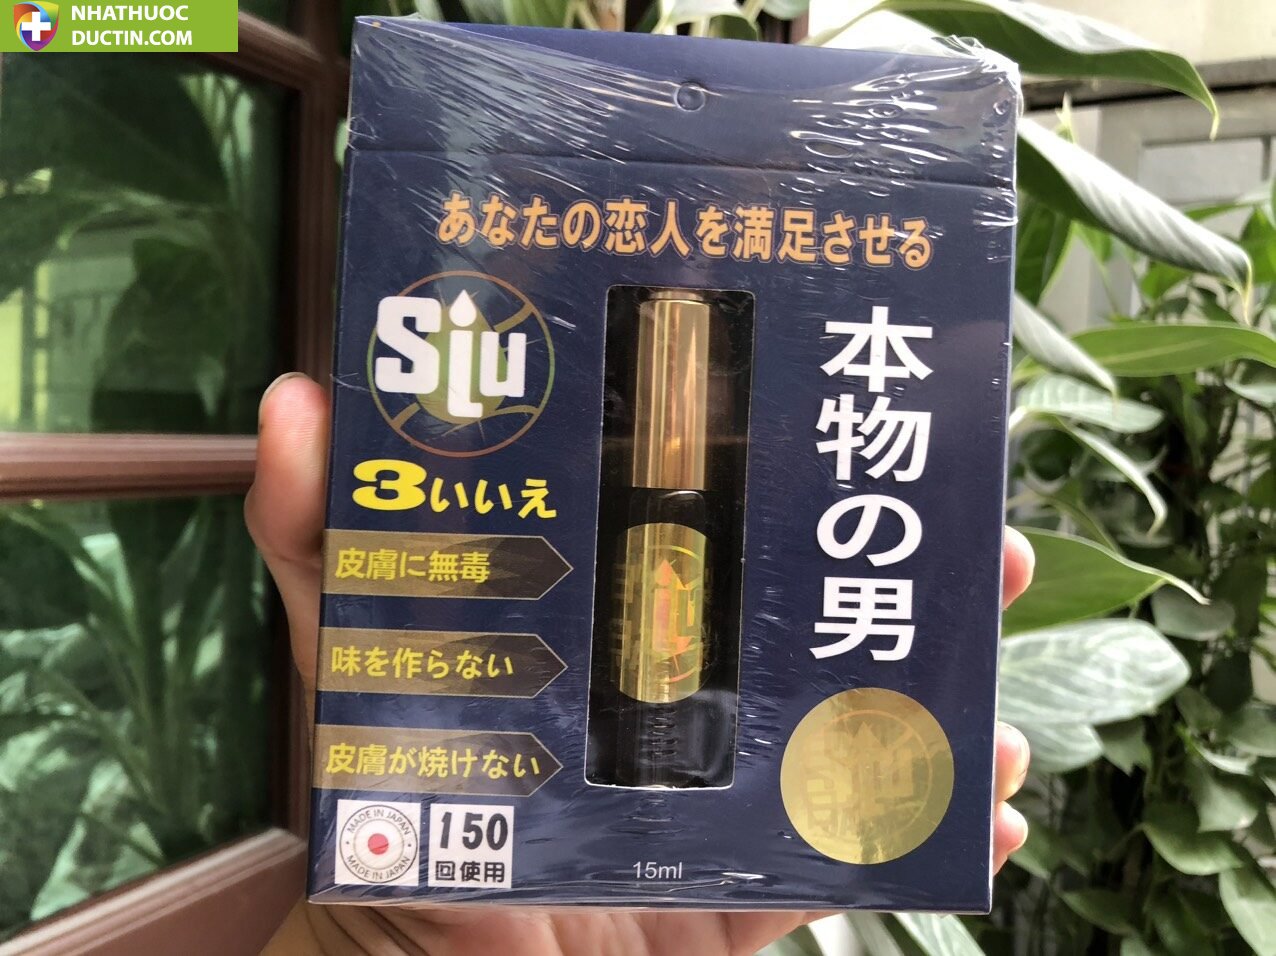 NHATHUOC
DUCTIN.COM
あなたの恋人を満足させる
Siu
本物の男
3いいえ
皮膚に無毒
味を作らない
皮膚が焼けない
MADE IN JAPAN
MADE IN JAPAN
150
回使用
15ml